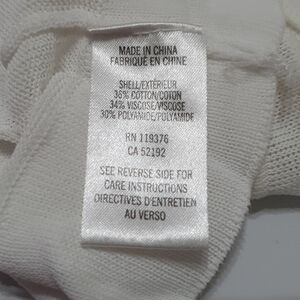 MADE IN CHINA
FABRIQUÉ EN CHINE
SHELL/EXTÉRIEUR
36% COTTON/COTON
34% VISCOSE/VISCOSE
30% POLYAMIDE/POLYAMIDE
RN 119376
CA 52192
SEE REVERSE SIDE FOR
CARE INSTRUCTIONS
DIRECTIVES D'ENTRETIEN
AU VERSO